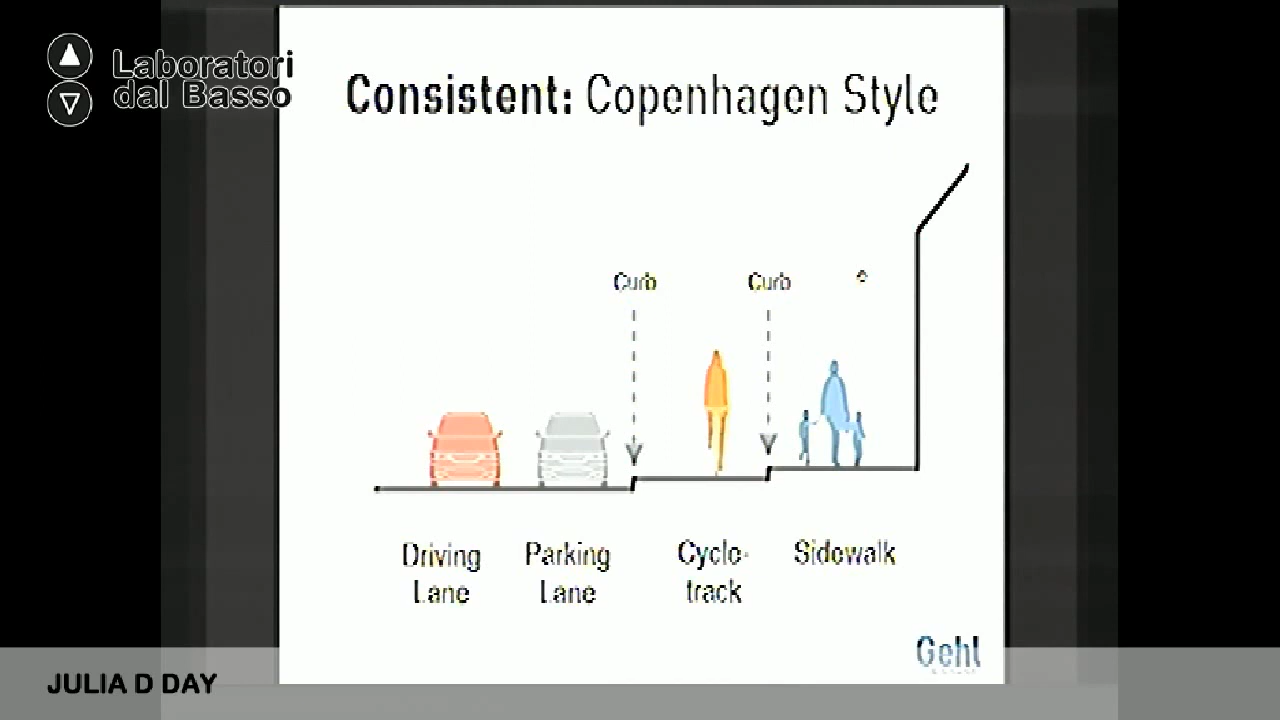 Laboratori
dal Basso
Consistent: Copenhagen Style
Curb
Curb
Driving
Lane
Parking
Lane
Cycle-
track
Sidewalk
Gehl
JULIA D DAY